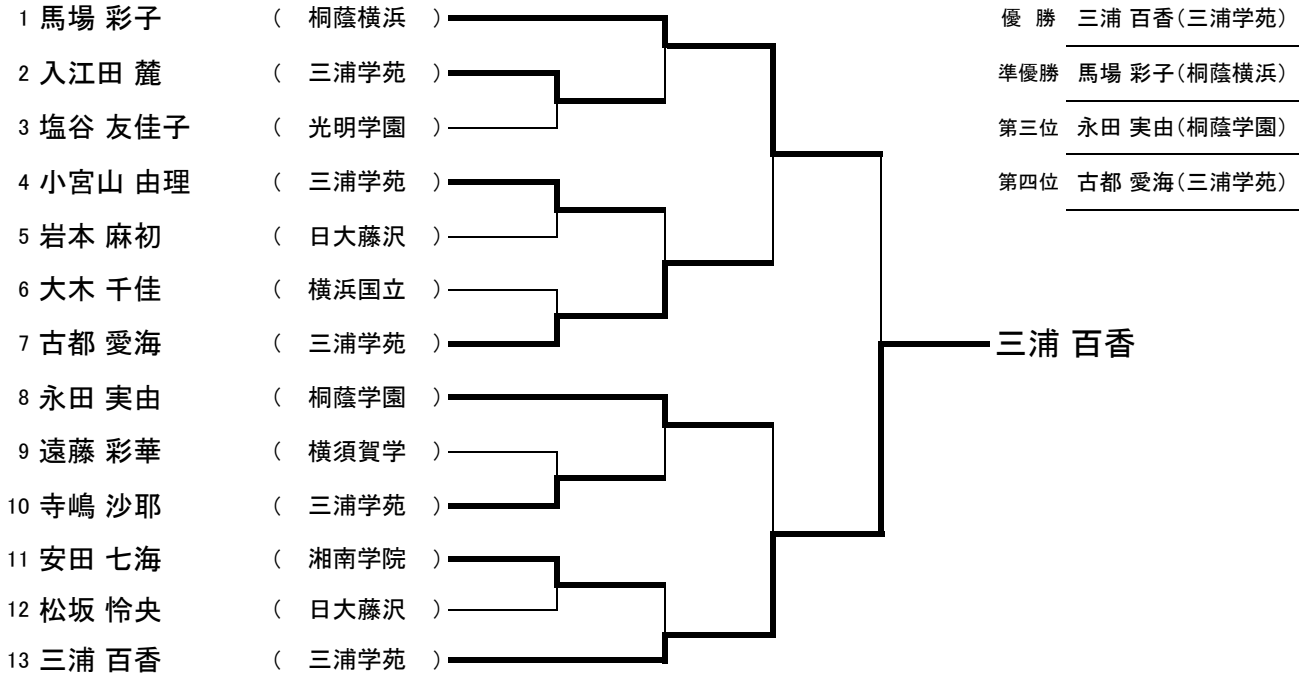 1 馬場 彩子 ( 桐蔭横浜 )
2 入江田 麓 ( 三浦学苑 )
3 塩谷 友佳子 ( 光明学園 )
4 小宮山 由理 ( 三浦学苑 )
5 岩本 麻初 ( 日大藤沢 )
6 大木 千佳 ( 横浜国立 )
7 古都 愛海 ( 三浦学苑 )
8 永田 実由 ( 桐蔭学園 )
9 遠藤 彩華 ( 横須賀学 )
10 寺嶋 沙耶 ( 三浦学苑 )
11 安田 七海 ( 湘南学院 )
12 松坂 怜央 ( 日大藤沢 )
13 三浦 百香 ( 三浦学苑 )
優 勝 三浦 百香(三浦学苑)
準優勝 馬場 彩子(桐蔭横浜)
第三位 永田 実由(桐蔭学園)
第四位 古都 愛海(三浦学苑)
三浦 百香